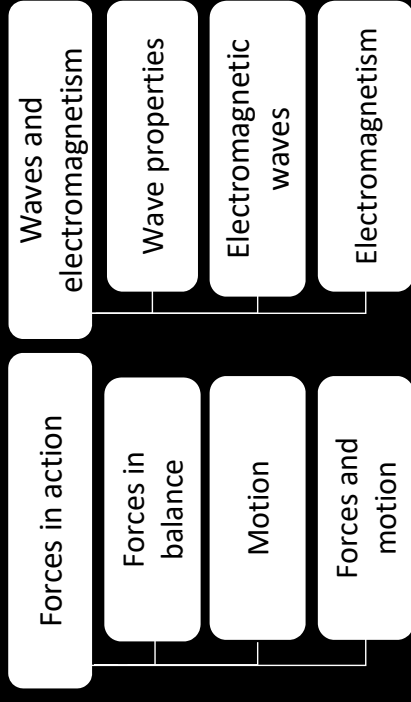 Forces in action
Forces in
balance
Motion
Forces and
motion
Waves and
electromagnetism
Wave properties
Electromagnetic
waves
Electromagnetism